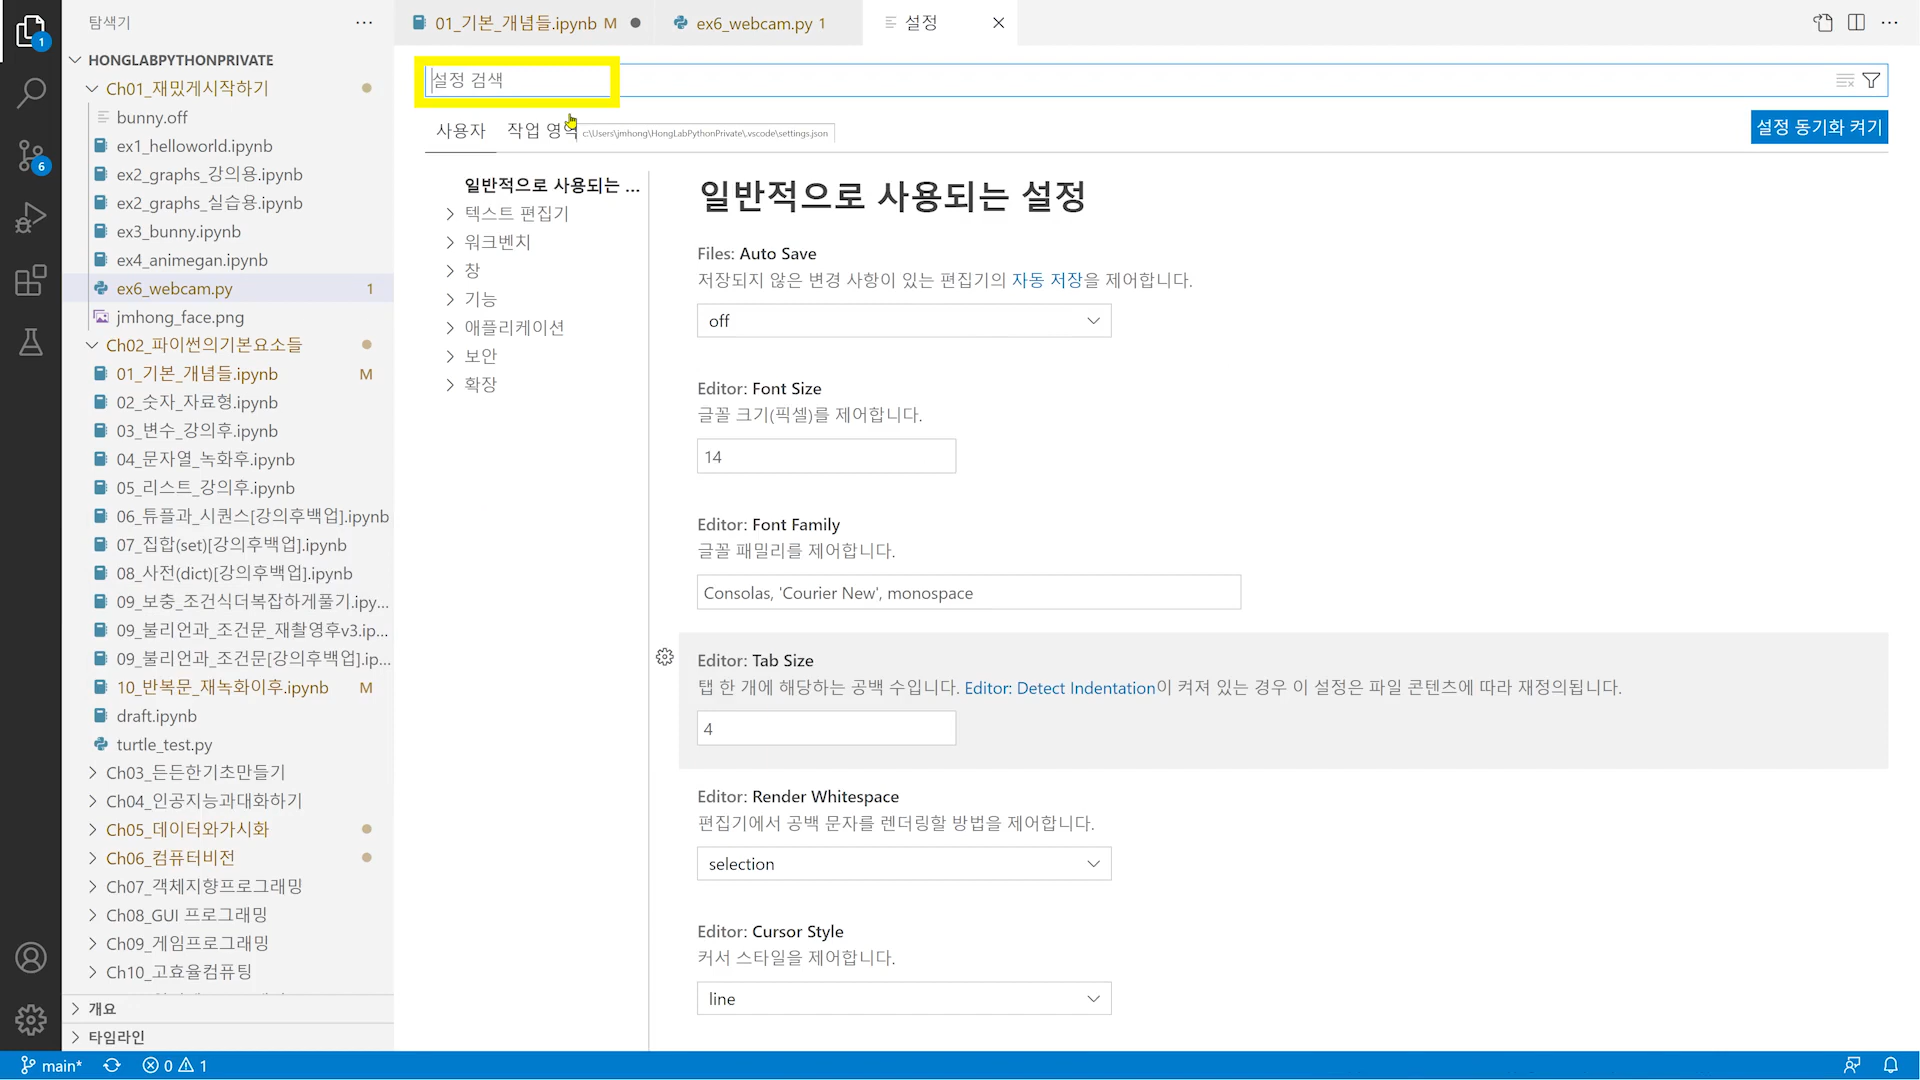 탐색기
HONGLABPYTHONPRIVATE
Ch01_재밌게시작하기
bunny.off
ex1_helloworld.ipynb
ex2_graphs_강의용.ipynb
ex2_graphs_실습용.ipynb
ex3_bunny.ipynb
ex4_animegan.ipynb
ex6_webcam.py 1
jmhong_face.png
Ch02_파이썬의기본요소들
01_기본_개념들.ipynb M
02_숫자_자료형.ipynb
03_변수_강의후.ipynb
04_문자열_녹화후.ipynb
05_리스트_강의후.ipynb
06_튜플과_시퀀스[강의후백업].ipynb
07_집합(set)[강의후백업].ipynb
08_사전(dict)[강의후백업].ipynb
09_보충_조건식더복잡하게풀기.ipy...
09_불리언과_조건문_재촬영후v3.ip...
09_불리언과_조건문[강의후백업].ip...
10_반복문_재녹화이후.ipynb M
draft.ipynb
turtle_test.py
Ch03_든든한기초만들기
Ch04_인공지능과대화하기
Ch05_데이터와가시화
Ch06_컴퓨터비전
Ch07_객체지향프로그래밍
Ch08_GUI 프로그래밍
Ch09_게임프로그래밍
Ch10_고효율컴퓨팅
개요
타임라인
1
6
01_기본_개념들.ipynb M
ex6_webcam.py 1
설정
설정 검색
사용자
작업 영역
c:\Users\jmhong\HongLabPythonPrivate\.vscode\settings.json
설정 동기화 켜기
일반적으로 사용되는 ...
텍스트 편집기
워크벤치
창
기능
애플리케이션
보안
확장
일반적으로 사용되는 설정
Files: Auto Save
저장되지 않은 변경 사항이 있는 편집기의 자동 저장을 제어합니다.
off
Editor: Font Size
글꼴 크기(픽셀)를 제어합니다.
14
Editor: Font Family
글꼴 패밀리를 제어합니다.
Consolas, 'Courier New', monospace
Editor: Tab Size
탭 한 개에 해당하는 공백 수입니다. Editor: Detect Indentation이 켜져 있는 경우 이 설정은 파일 콘텐츠에 따라 재정의됩니다.
4
Editor: Render Whitespace
편집기에서 공백 문자를 렌더링할 방법을 제어합니다.
selection
Editor: Cursor Style
커서 스타일을 제어합니다.
line
main* 0 1